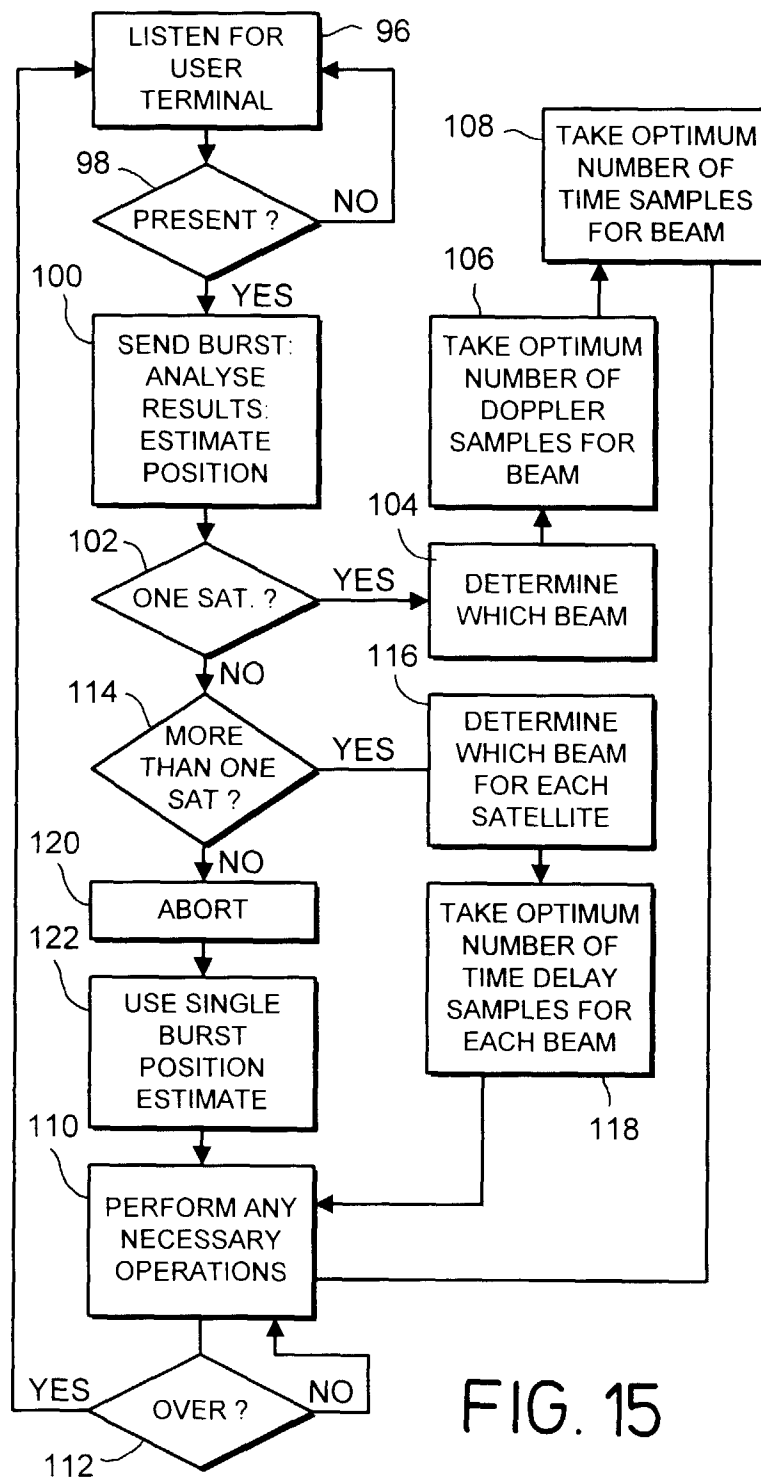 LISTEN FOR
USER
TERMINAL
96
98
PRESENT ?
NO
YES
108
TAKE OPTIMUM
NUMBER OF
TIME SAMPLES
FOR BEAM
100
SEND BURST:
ANALYSE
RESULTS:
ESTIMATE
POSITION
106
TAKE OPTIMUM
NUMBER OF
DOPPLER
SAMPLES FOR
BEAM
102
ONE SAT. ?
YES
NO
104
DETERMINE
WHICH BEAM
114
MORE
THAN ONE
SAT ?
YES
NO
116
DETERMINE
WHICH BEAM
FOR EACH
SATELLITE
120
ABORT
118
TAKE OPTIMUM
NUMBER OF
TIME DELAY
SAMPLES FOR
EACH BEAM
122
USE SINGLE
BURST
POSITION
ESTIMATE
110
PERFORM ANY
NECESSARY
OPERATIONS
YES
OVER ?
NO
112
FIG. 15